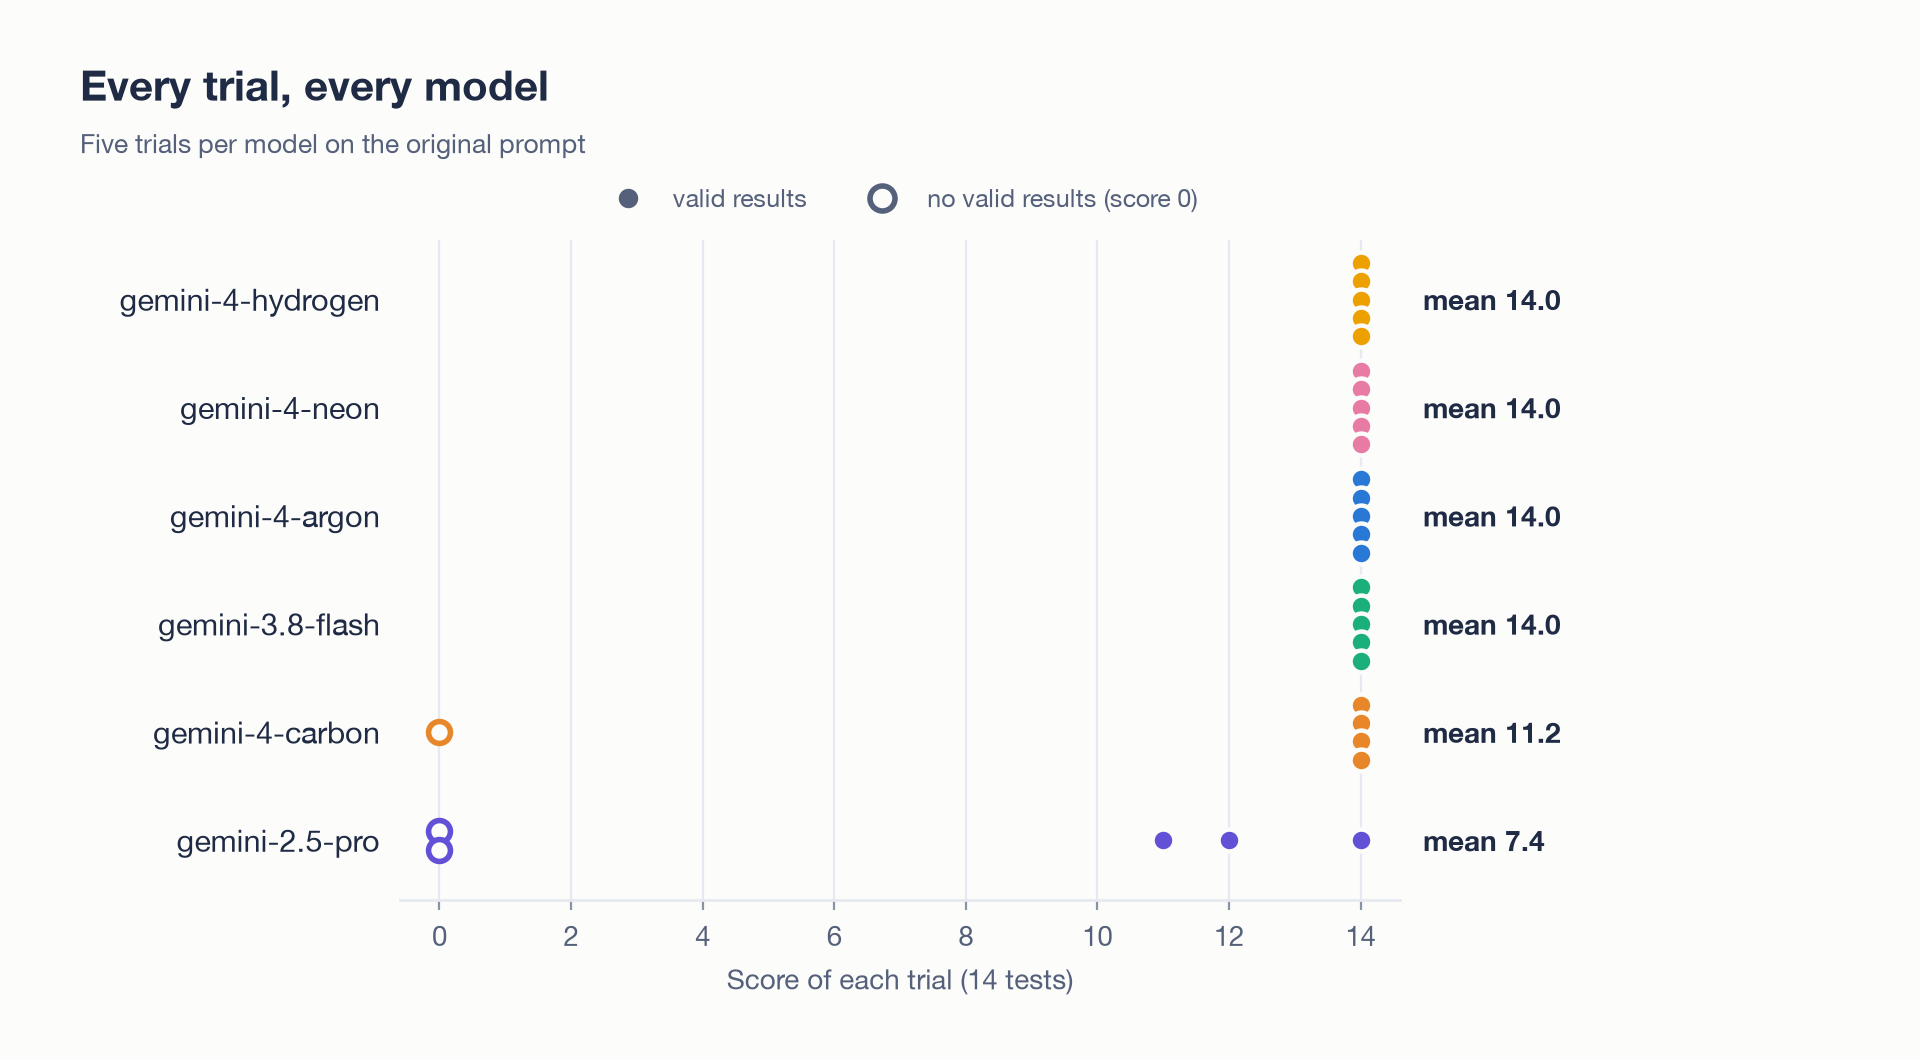 Every trial, every model
Five trials per model on the original prompt
valid results no valid results (score 0)
gemini-4-hydrogen mean 14.0
gemini-4-neon mean 14.0
gemini-4-argon mean 14.0
gemini-3.8-flash mean 14.0
gemini-4-carbon mean 11.2
gemini-2.5-pro mean 7.4
0 2 4 6 8 10 12 14
Score of each trial (14 tests)